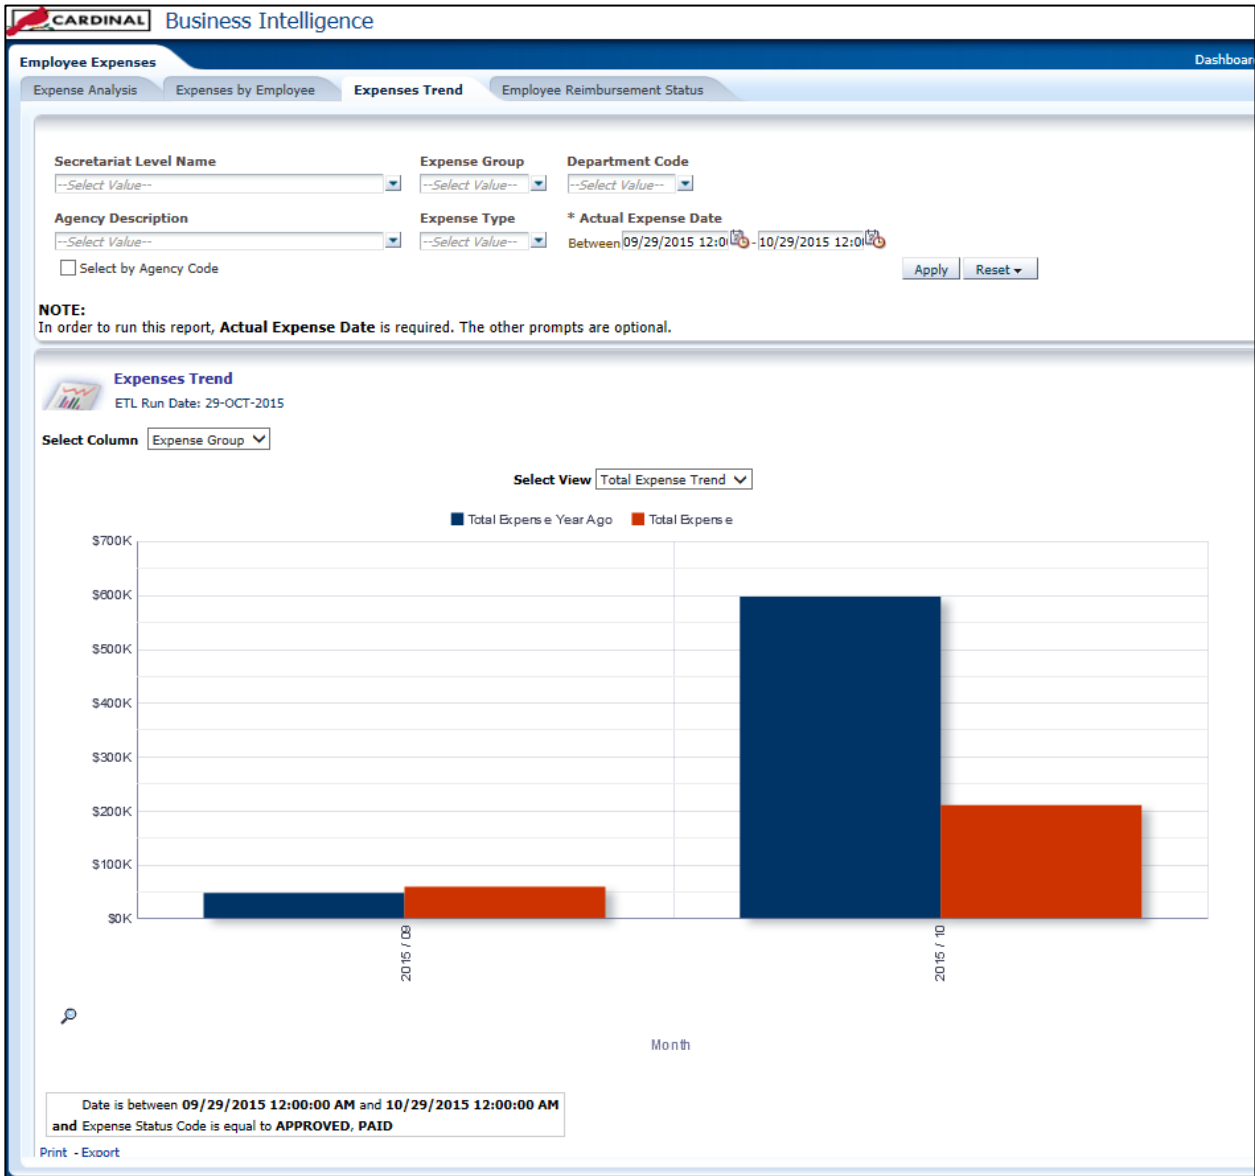 CARDINAL Business Intelligence
Employee Expenses
Dashboar
Expense Analysis Expenses by Employee Expenses Trend Employee Reimbursement Status
Secretariat Level Name Expense Group Department Code
--Select Value-- --Select Value-- --Select Value--
Agency Description Expense Type * Actual Expense Date
--Select Value-- --Select Value-- Between 09/29/2015 12:0 - 10/29/2015 12:0
Select by Agency Code
Apply Reset
NOTE:
In order to run this report, Actual Expense Date is required. The other prompts are optional.
Expenses Trend
ETL Run Date: 29-OCT-2015
Select Column Expense Group
Select View Total Expense Trend
Total Expense Year Ago Total Expense
$700K
$600K
$500K
$400K
$300K
$200K
$100K
$0K
2015 / 09
2015 / 10
Month
Date is between 09/29/2015 12:00:00 AM and 10/29/2015 12:00:00 AM
and Expense Status Code is equal to APPROVED, PAID
Print - Export